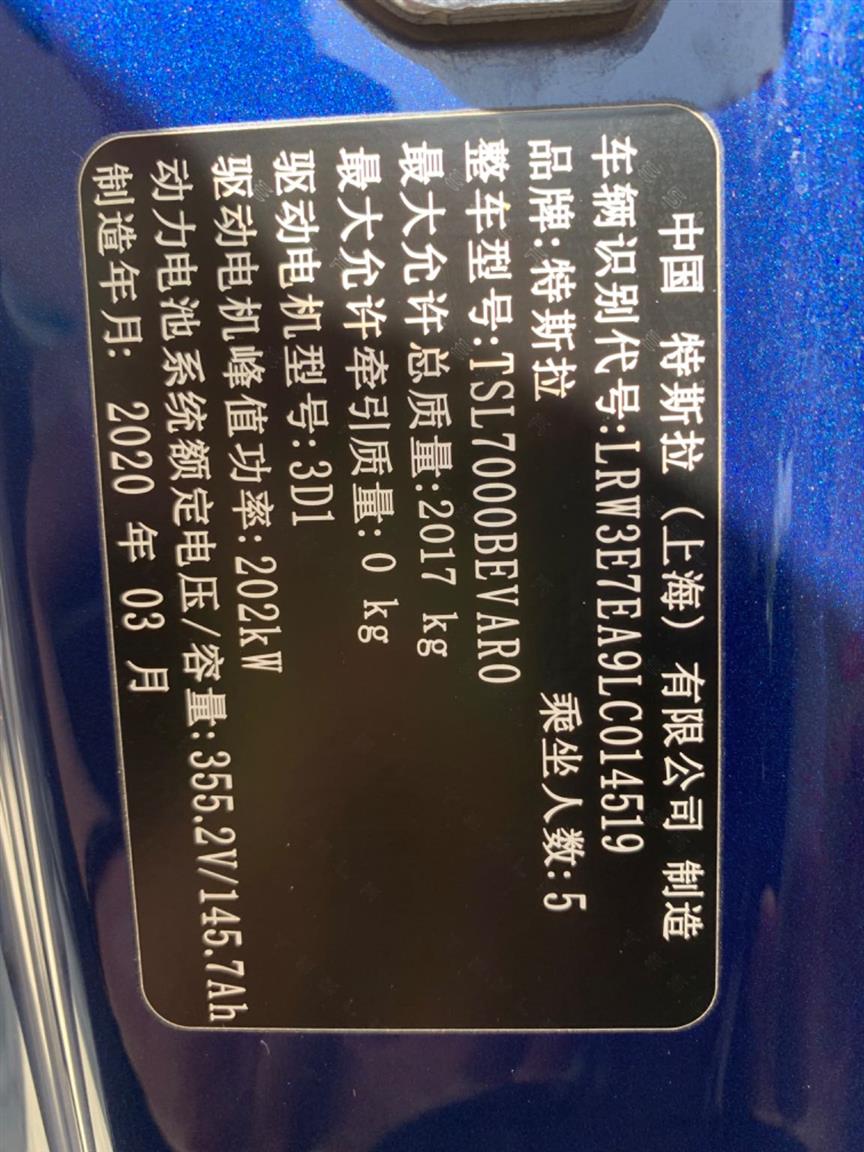 中国 特斯拉（上海）有限公司 制造
车辆识别代号:LRW3E7EA9LC014519
品牌:特斯拉 乘坐人数:5
整车型号:TSL7000BEVAR0
最大允许总质量:2017 kg
最大允许牵引质量: 0 kg
驱动电机型号: 3D1
驱动电机峰值功率: 202kW
动力电池系统额定电压/容量: 355.2V/145.7Ah
制造年月: 2020 年 03 月